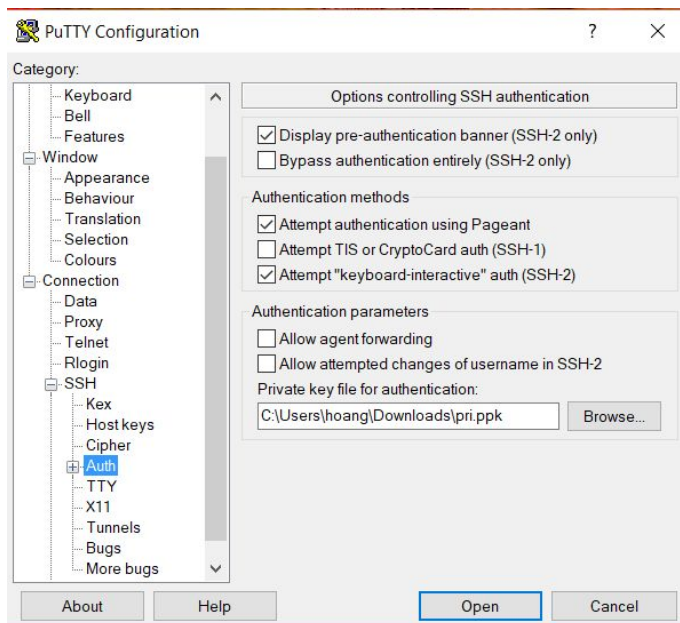 PuTTY Configuration
?
Category:
Keyboard
Bell
Features
Window
Appearance
Behaviour
Translation
Selection
Colours
Connection
Data
Proxy
Telnet
Rlogin
SSH
Kex
Host keys
Cipher
Auth
TTY
X11
Tunnels
Bugs
More bugs
Options controlling SSH authentication
Display pre-authentication banner (SSH-2 only)
Bypass authentication entirely (SSH-2 only)
Authentication methods
Attempt authentication using Pageant
Attempt TIS or CryptoCard auth (SSH-1)
Attempt "keyboard-interactive" auth (SSH-2)
Authentication parameters
Allow agent forwarding
Allow attempted changes of username in SSH-2
Private key file for authentication:
C:\Users\hoang\Downloads\pri.ppk
Browse...
About
Help
Open
Cancel